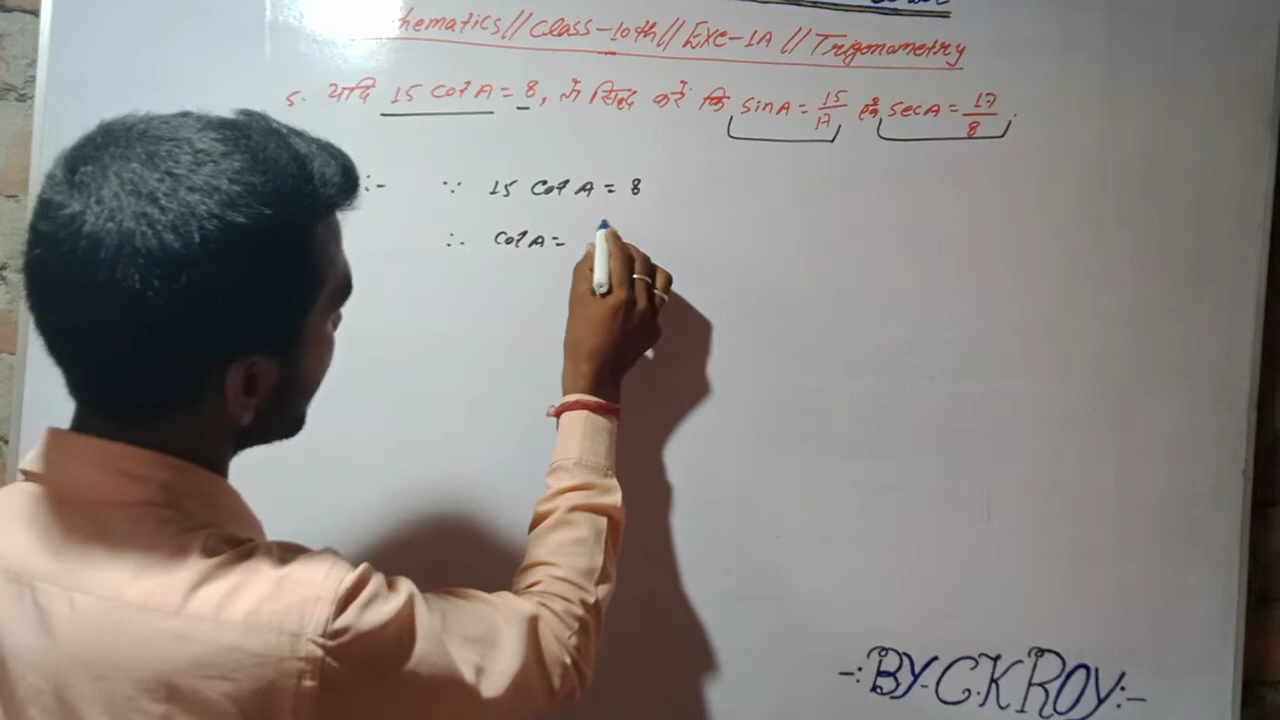 hematics // Class-10th // Exe-1A // Trigonometry
5. यदि 15 cot A = 8, तो सिद्ध करें कि sin A = 15/17 एवं sec A = 17/8.
:- ∵ 15 cot A = 8
∴ cot A =
-: BY. C.K ROY:-